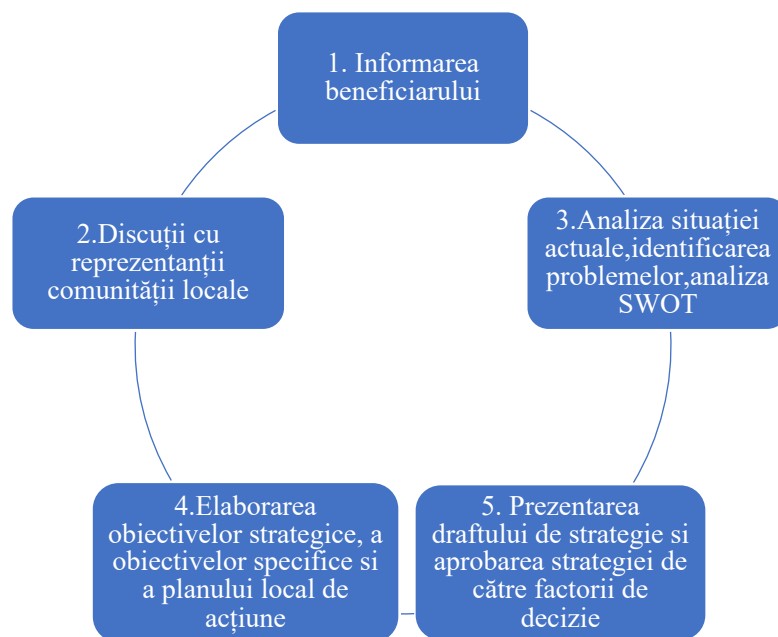 1. Informarea
beneficiarului
2.Discuții cu
reprezentanții
comunității locale
3.Analiza situației
actuale,identificarea
problemelor,analiza
SWOT
4.Elaborarea
obiectivelor strategice, a
obiectivelor specifice si
a planului local de
acțiune
5. Prezentarea
draftului de strategie si
aprobarea strategiei de
către factorii de
decizie